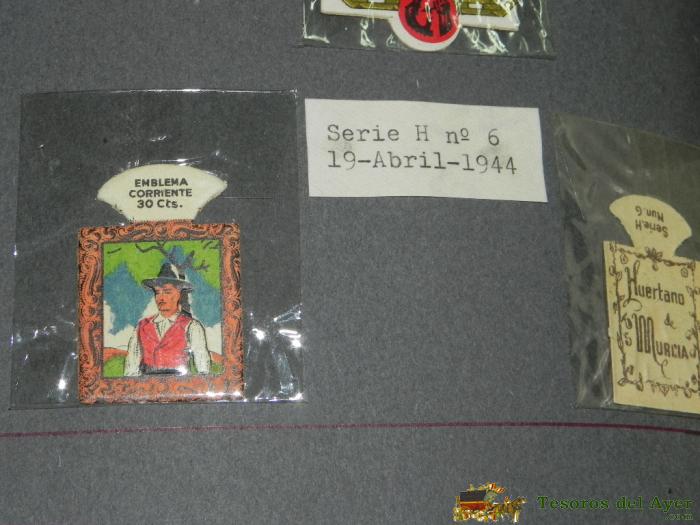 Serie H nº 6
19-Abril-1944
EMBLEMA
CORRIENTE
30 Cts.
Serie.H
Num.6
Huertano
de
MURCIA
Tesoros del Ayer
.com